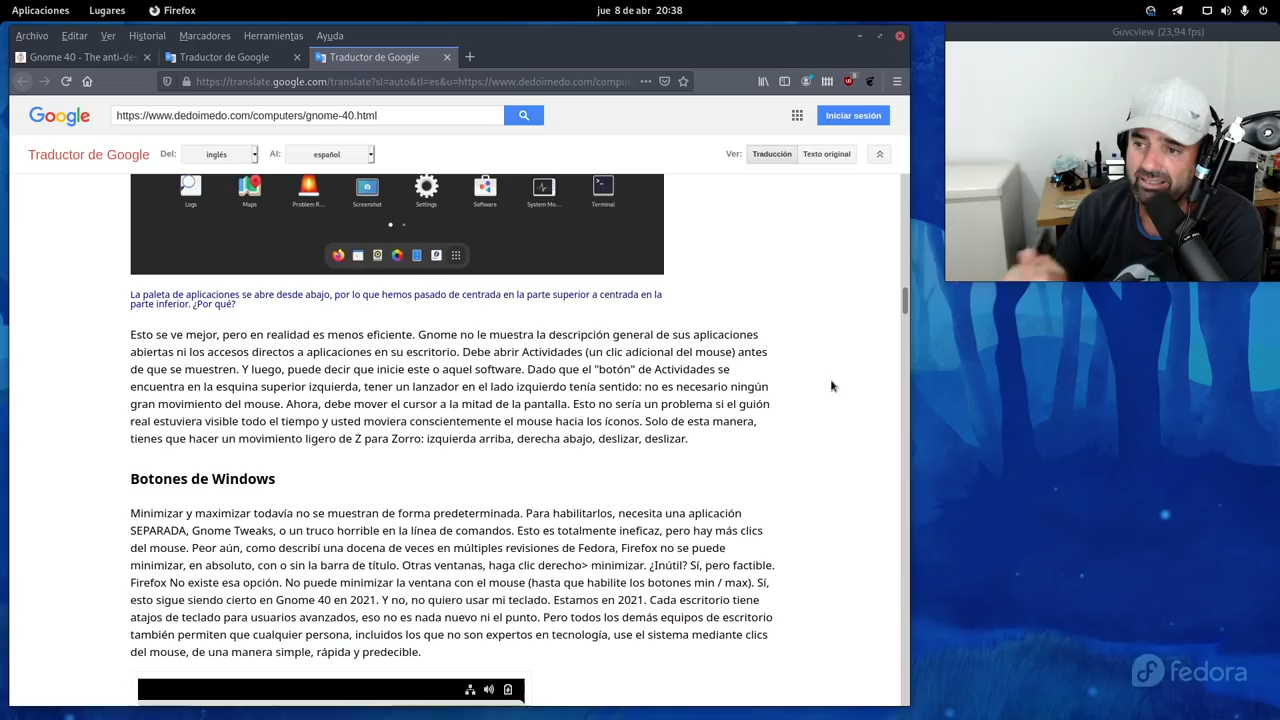 Aplicaciones Lugares Firefox jue 8 de abr 20:38
Archivo Editar Ver Historial Marcadores Herramientas Ayuda
Guvcview (23,94 fps)
Gnome 40 - The anti-des Traductor de Google Traductor de Google
https://translate.google.com/translate?sl=auto&tl=es&u=https://www.dedoimedo.com/compu
8
Google https://www.dedoimedo.com/computers/gnome-40.html Iniciar sesión
Traductor de Google Del: inglés Al: español Ver: Traducción Texto original
Logs Maps Problem R... Screenshot Settings Software System Mo... Terminal
La paleta de aplicaciones se abre desde abajo, por lo que hemos pasado de centrada en la parte superior a centrada en la
parte inferior. ¿Por qué?
Esto se ve mejor, pero en realidad es menos eficiente. Gnome no le muestra la descripción general de sus aplicaciones
abiertas ni los accesos directos a aplicaciones en su escritorio. Debe abrir Actividades (un clic adicional del mouse) antes
de que se muestren. Y luego, puede decir que inicie este o aquel software. Dado que el "botón" de Actividades se
encuentra en la esquina superior izquierda, tener un lanzador en el lado izquierdo tenía sentido: no es necesario ningún
gran movimiento del mouse. Ahora, debe mover el cursor a la mitad de la pantalla. Esto no sería un problema si el guión
real estuviera visible todo el tiempo y usted moviera conscientemente el mouse hacia los íconos. Solo de esta manera,
tienes que hacer un movimiento ligero de Z para Zorro: izquierda arriba, derecha abajo, deslizar, deslizar.
Botones de Windows
Minimizar y maximizar todavía no se muestran de forma predeterminada. Para habilitarlos, necesita una aplicación
SEPARADA, Gnome Tweaks, o un truco horrible en la línea de comandos. Esto es totalmente ineficaz, pero hay más clics
del mouse. Peor aún, como describí una docena de veces en múltiples revisiones de Fedora, Firefox no se puede
minimizar, en absoluto, con o sin la barra de título. Otras ventanas, haga clic derecho> minimizar. ¿Inútil? Sí, pero factible.
Firefox No existe esa opción. No puede minimizar la ventana con el mouse (hasta que habilite los botones min / max). Sí,
esto sigue siendo cierto en Gnome 40 en 2021. Y no, no quiero usar mi teclado. Estamos en 2021. Cada escritorio tiene
atajos de teclado para usuarios avanzados, eso no es nada nuevo ni el punto. Pero todos los demás equipos de escritorio
también permiten que cualquier persona, incluidos los que no son expertos en tecnología, use el sistema mediante clics
del mouse, de una manera simple, rápida y predecible.
fedora